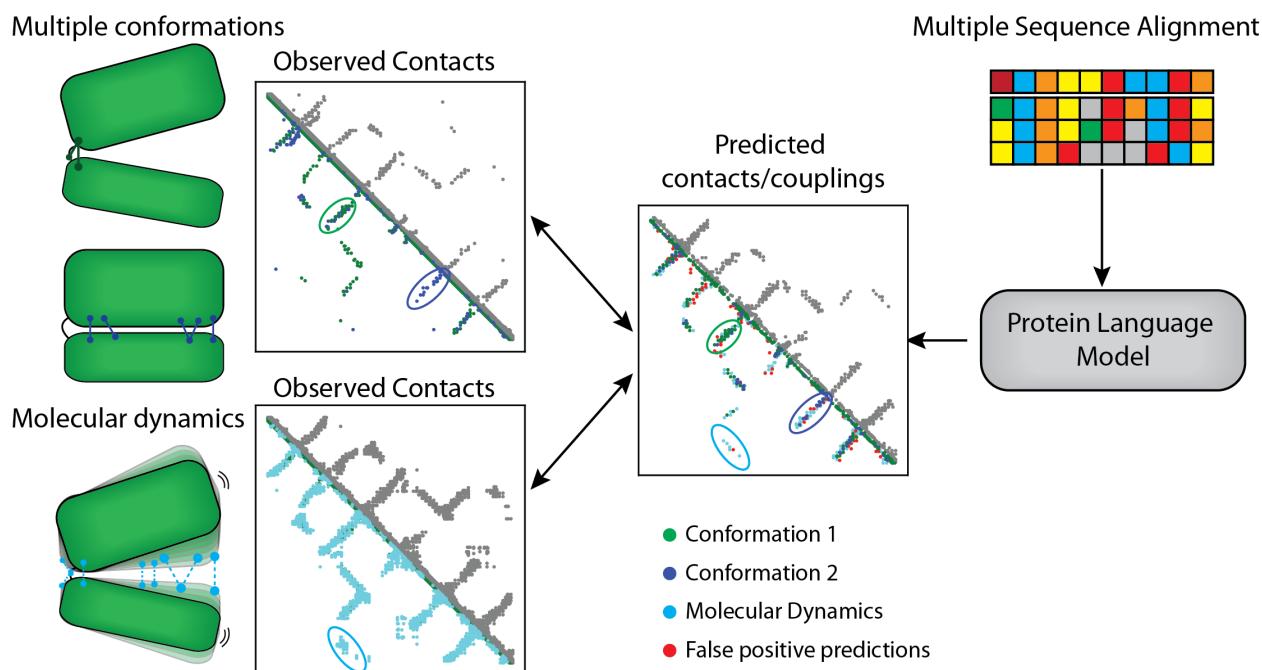 Multiple conformations
Observed Contacts
Multiple Sequence Alignment
Predicted
contacts/couplings
Protein Language
Model
Observed Contacts
Molecular dynamics
Conformation 1
Conformation 2
Molecular Dynamics
False positive predictions